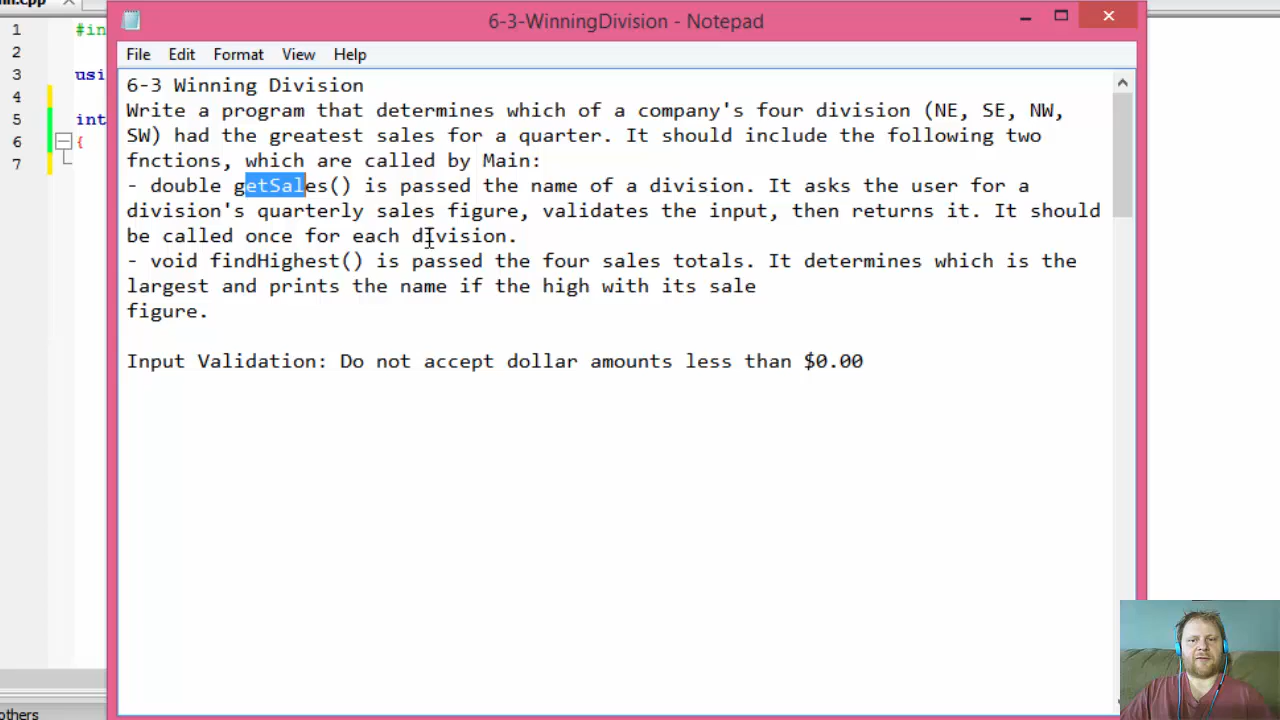 6-3-WinningDivision - Notepad
1 #in
2
3 usi
4
5 int
6 {
7
File Edit Format View Help
6-3 Winning Division
Write a program that determines which of a company's four division (NE, SE, NW,
SW) had the greatest sales for a quarter. It should include the following two
fnctions, which are called by Main:
- double getSales() is passed the name of a division. It asks the user for a
division's quarterly sales figure, validates the input, then returns it. It should
be called once for each division.
- void findHighest() is passed the four sales totals. It determines which is the
largest and prints the name if the high with its sale
figure.
Input Validation: Do not accept dollar amounts less than $0.00
others